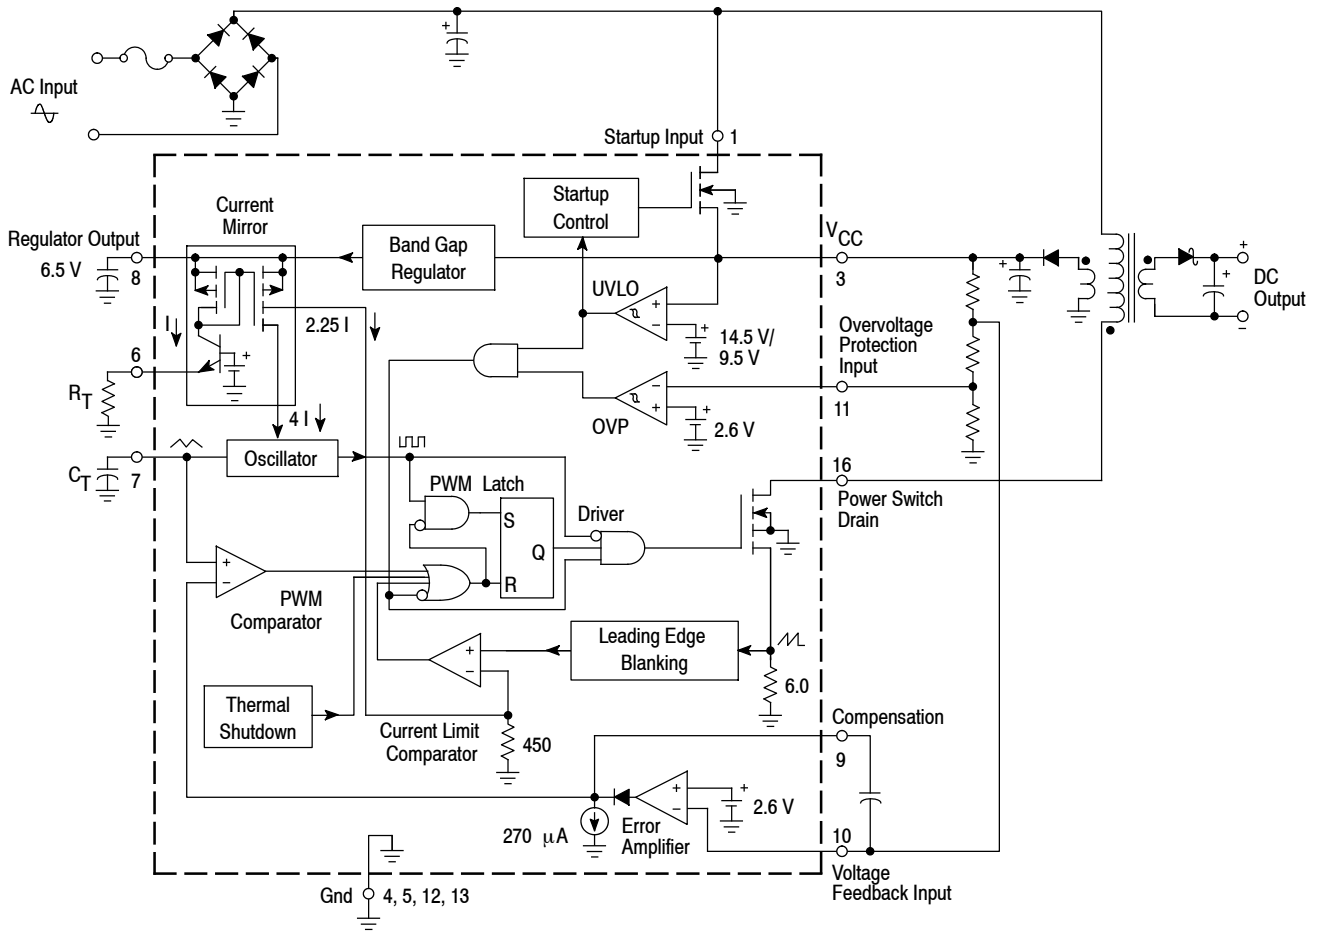 AC Input
+
Startup Input
1
Current
Mirror
Startup
Control
Regulator Output
6.5 V
8
Band Gap
Regulator
VCC
3
+
+
DC
Output
+
−
UVLO
+
−
+
14.5 V/
9.5 V
I
2.25 I
+
6
RT
4 I
Overvoltage
Protection
Input
11
OVP
−
+
+
2.6 V
CT
7
Oscillator
16
Power Switch
Drain
PWM Latch
S
Q
R
Driver
+
−
PWM
Comparator
Leading Edge
Blanking
+
−
6.0
Thermal
Shutdown
Current Limit
Comparator
450
Compensation
9
+
−
+
2.6 V
270 µA
Error
Amplifier
10
Voltage
Feedback Input
Gnd
4, 5, 12, 13